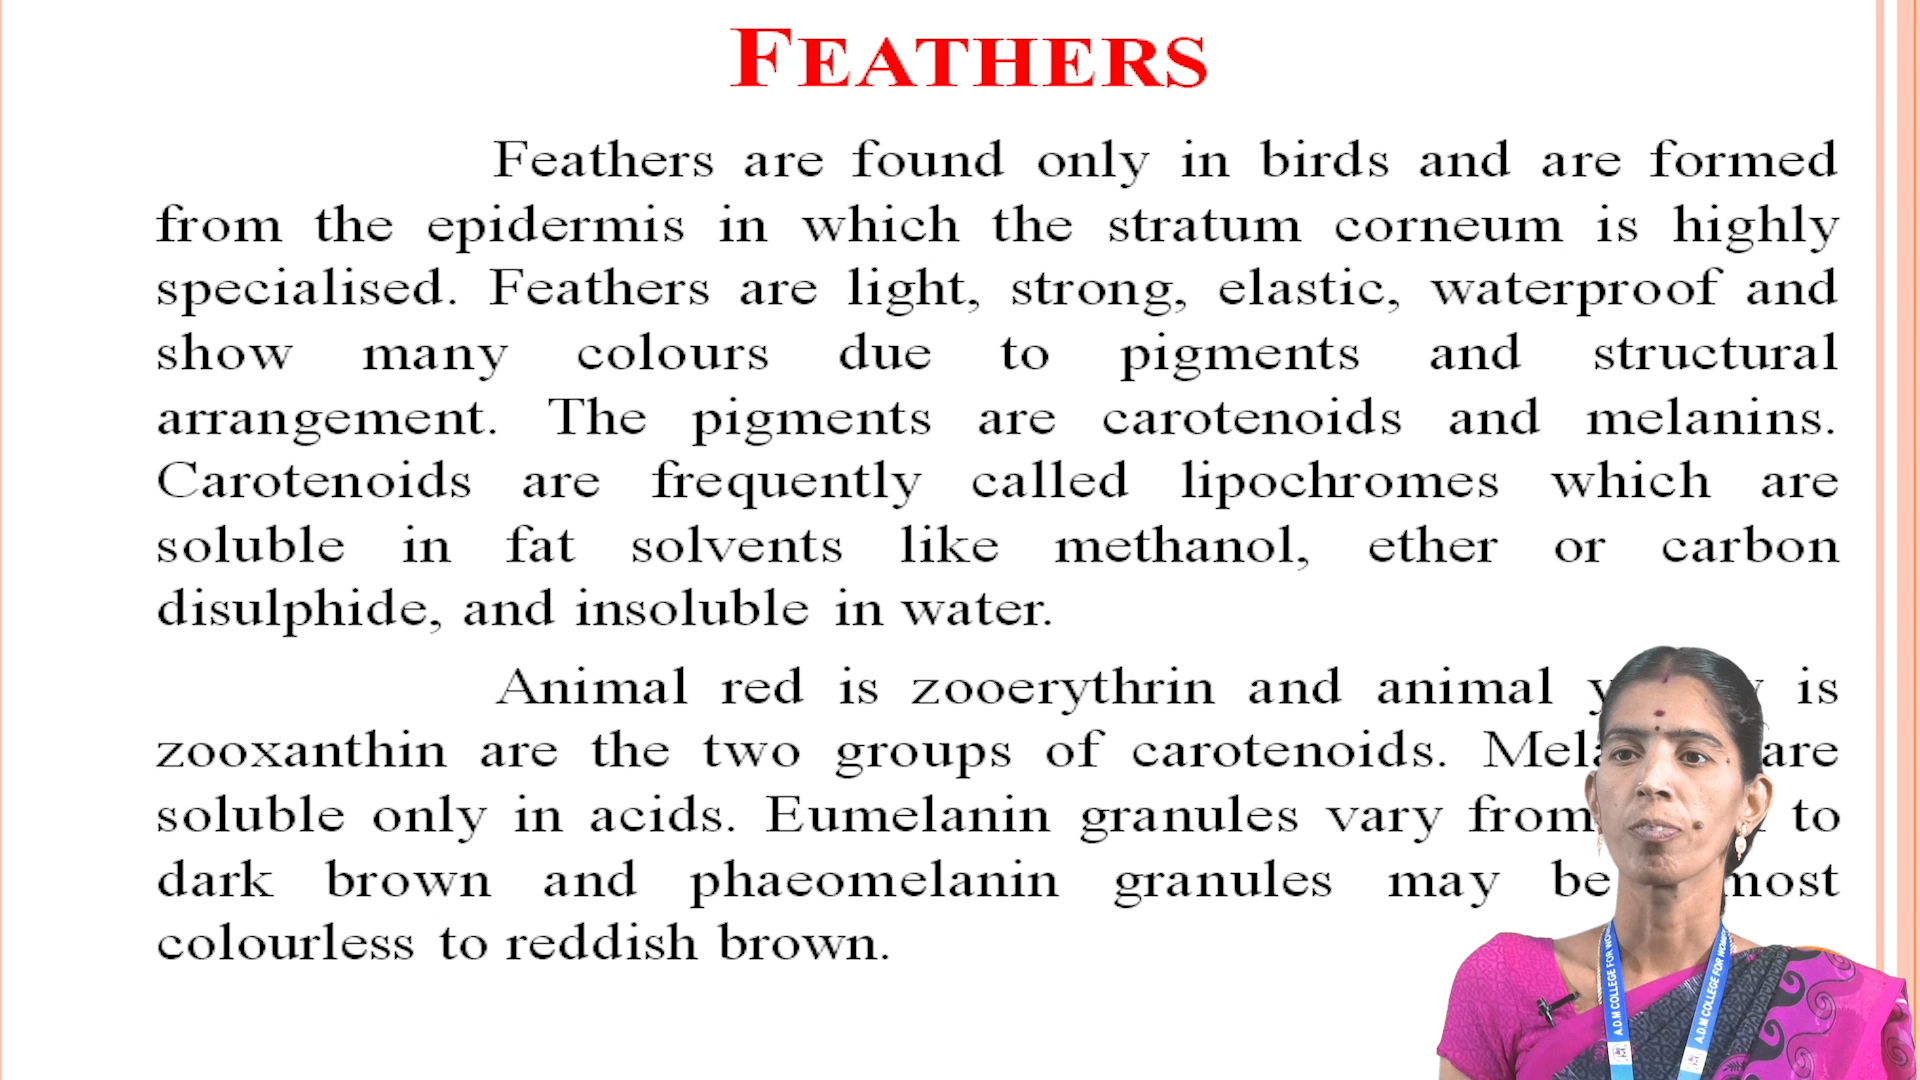 FEATHERS
Feathers are found only in birds and are formed
from the epidermis in which the stratum corneum is highly
specialised. Feathers are light, strong, elastic, waterproof and
show many colours due to pigments and structural
arrangement. The pigments are carotenoids and melanins.
Carotenoids are frequently called lipochromes which are
soluble in fat solvents like methanol, ether or carbon
disulphide, and insoluble in water.
Animal red is zooerythrin and animal is
zooxanthin are the two groups of carotenoids. are
soluble only in acids. Eumelanin granules vary from to
dark brown and phaeomelanin granules may be
colourless to reddish brown.
A.D.M COLLEGE FOR
A.D.M COLLEGE FOR